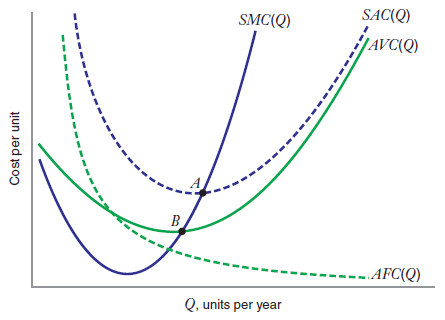 SMC(Q)
SAC(Q)
AVC(Q)
Cost per unit
A
B
AFC(Q)
Q, units per year